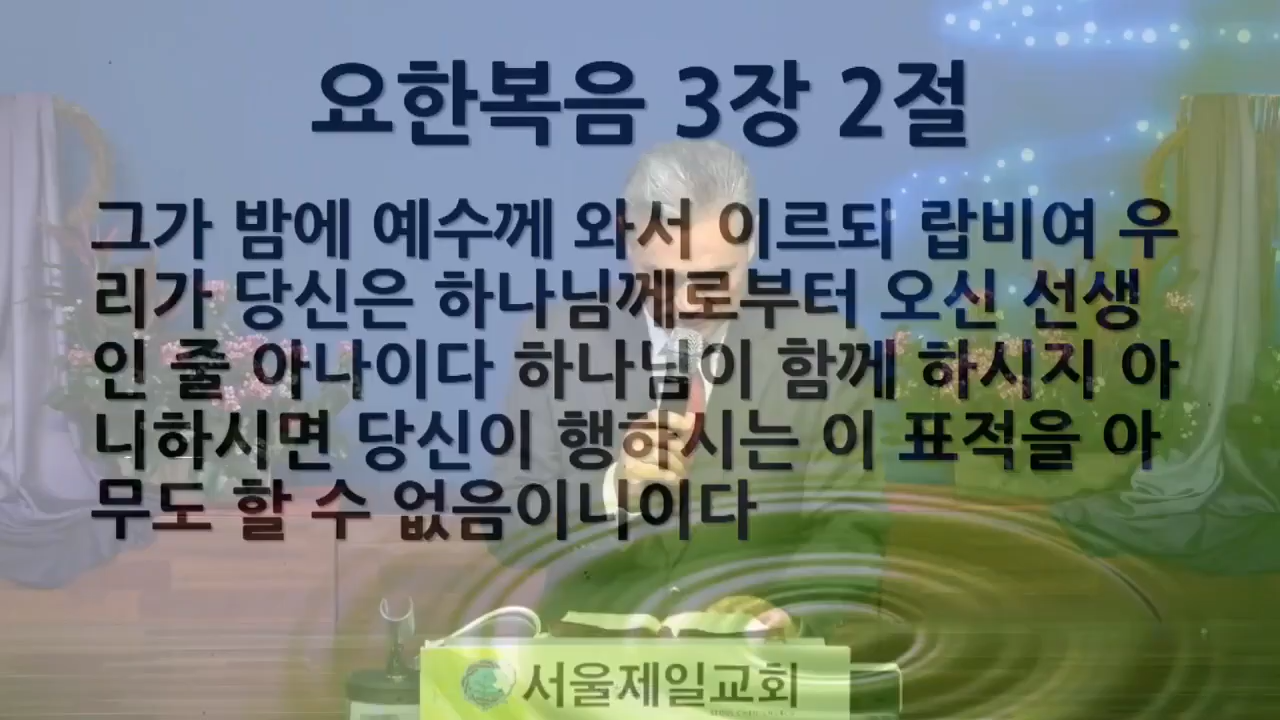 요한복음 3장 2절
그가 밤에 예수께 와서 이르되 랍비여 우
리가 당신은 하나님께로부터 오신 선생
인 줄 아나이다 하나님이 함께 하시지 아
니하시면 당신이 행하시는 이 표적을 아
무도 할 수 없음이니이다
서울제일교회